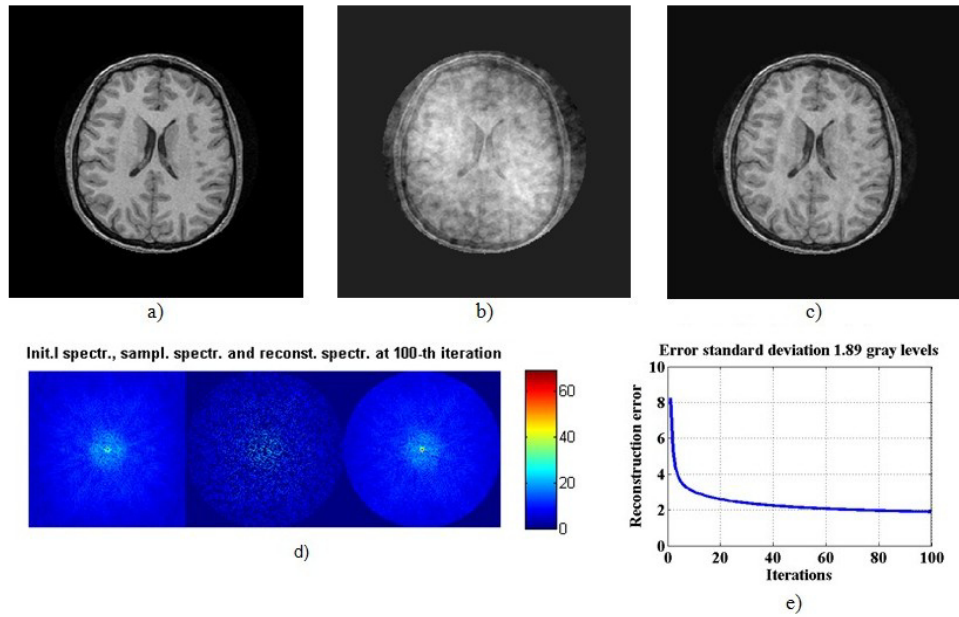 a)
b)
c)
Init.l spectr., sampl. spectr. and reconst. spectr. at 100-th iteration
60
40
20
0
d)
Error standard deviation 1.89 gray levels
Reconstruction error
10
8
6
4
2
0
0 20 40 60 80 100
Iterations
e)